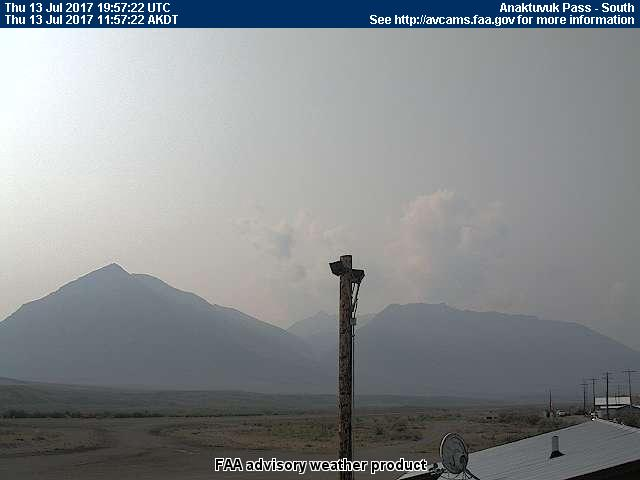 Thu 13 Jul 2017 19:57:22 UTC
Anaktuvuk Pass - South
Thu 13 Jul 2017 11:57:22 AKDT
See http://avcams.faa.gov for more information
FAA advisory weather product